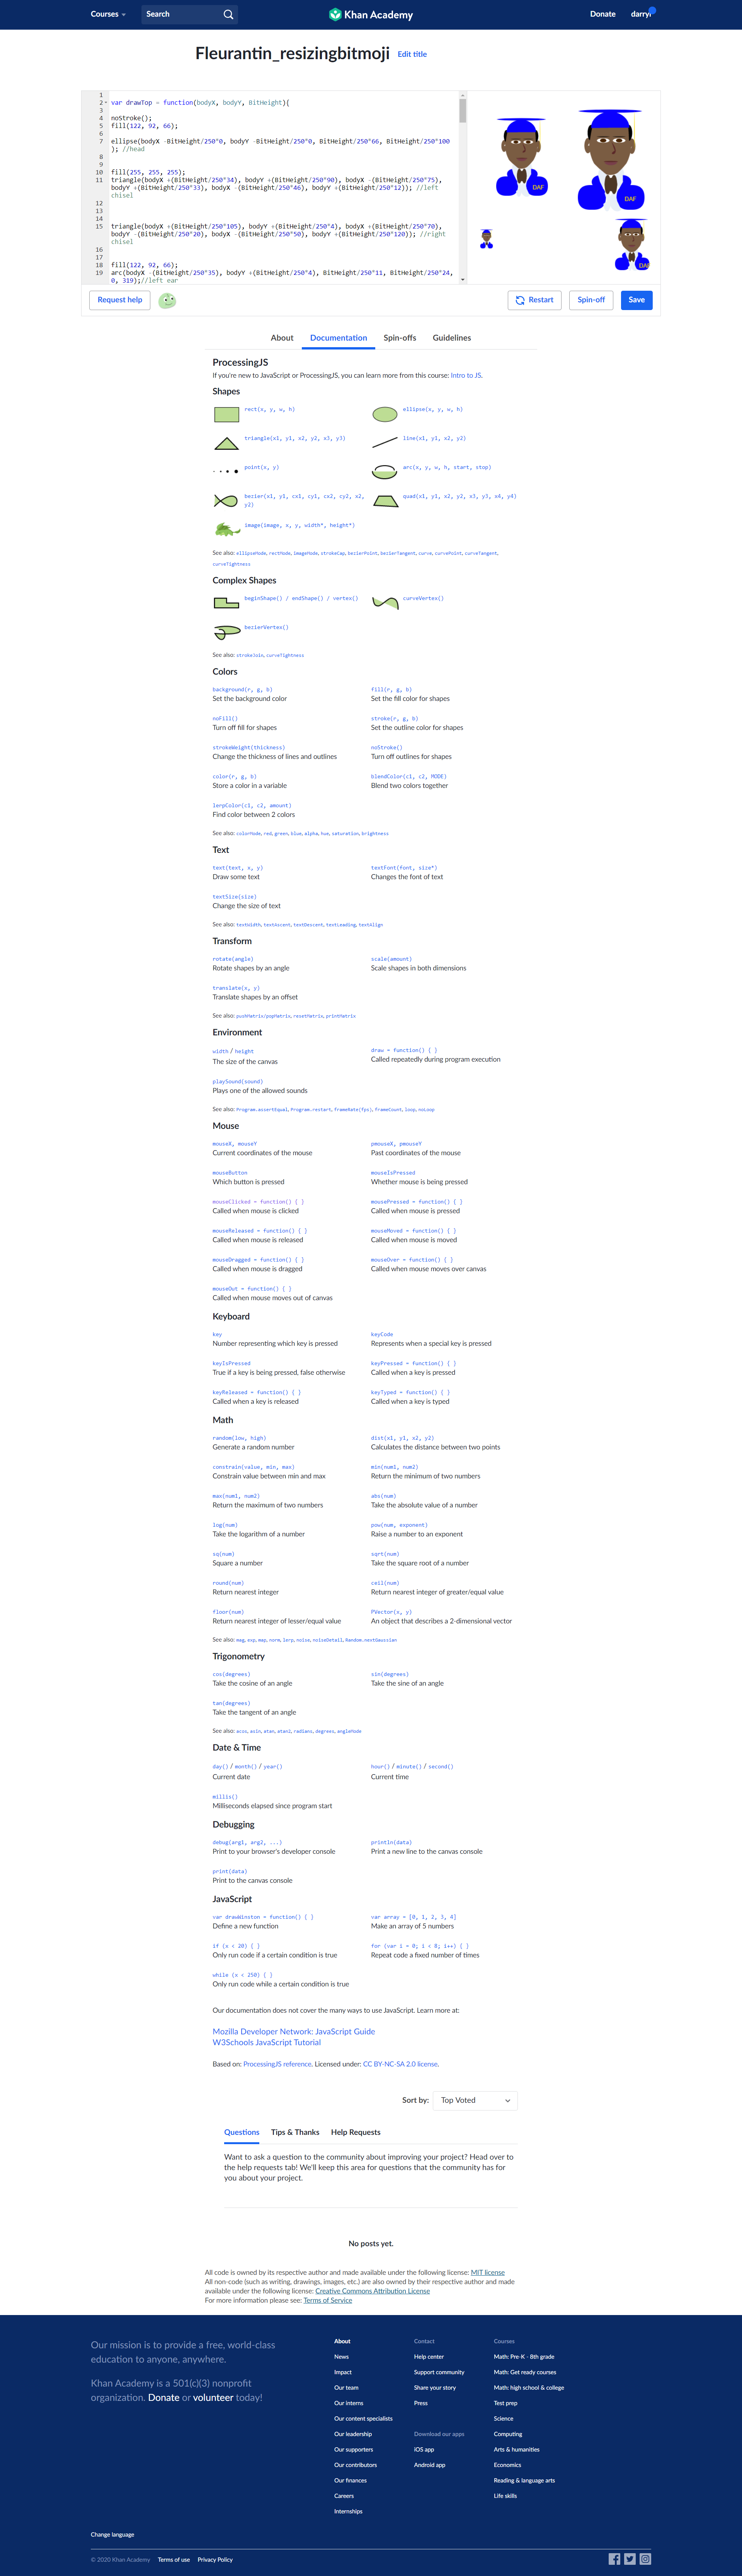 Courses
Search
Khan Academy
Donate
darryl
Fleurantin_resizingbitmoji Edit title
1
2 var drawTop = function(bodyX, bodyY, BitHeight){
3
4 noStroke();
5 fill(122, 92, 66);
6
7 ellipse(bodyX -BitHeight/250*0, bodyY -BitHeight/250*0, BitHeight/250*66, BitHeight/250*100
); //head
8
9
10 fill(255, 255, 255);
11 triangle(bodyX +(BitHeight/250*34), bodyY +(BitHeight/250*90), bodyX -(BitHeight/250*75),
bodyY +(BitHeight/250*33), bodyX -(BitHeight/250*46), bodyY +(BitHeight/250*12)); //left
chisel
12
13
14
15 triangle(bodyX +(BitHeight/250*105), bodyY +(BitHeight/250*4), bodyX +(BitHeight/250*70),
bodyY -(BitHeight/250*20), bodyX -(BitHeight/250*50), bodyY +(BitHeight/250*120)); //right
chisel
16
17
18 fill(122, 92, 66);
19 arc(bodyX -(BitHeight/250*35), bodyY +(BitHeight/250*4), BitHeight/250*11, BitHeight/250*24,
0, 319);//left ear
DAF
DAF
DAF
Request help
Restart
Spin-off
Save
About Documentation Spin-offs Guidelines
ProcessingJS
If you're new to JavaScript or ProcessingJS, you can learn more from this course: Intro to JS.
Shapes
rect(x, y, w, h)
ellipse(x, y, w, h)
triangle(x1, y1, x2, y2, x3, y3)
line(x1, y1, x2, y2)
point(x, y)
arc(x, y, w, h, start, stop)
bezier(x1, y1, cx1, cy1, cx2, cy2, x2,
y2)
quad(x1, y1, x2, y2, x3, y3, x4, y4)
image(image, x, y, width*, height*)
See also: ellipseMode, rectMode, imageMode, strokeCap, bezierPoint, bezierTangent, curve, curvePoint, curveTangent,
curveTightness
Complex Shapes
beginShape() / endShape() / vertex()
curveVertex()
bezierVertex()
See also: strokeJoin, curveTightness
Colors
background(r, g, b)
Set the background color
fill(r, g, b)
Set the fill color for shapes
noFill()
Turn off fill for shapes
stroke(r, g, b)
Set the outline color for shapes
strokeWeight(thickness)
Change the thickness of lines and outlines
noStroke()
Turn off outlines for shapes
color(r, g, b)
Store a color in a variable
blendColor(c1, c2, MODE)
Blend two colors together
lerpColor(c1, c2, amount)
Find color between 2 colors
See also: colorMode, red, green, blue, alpha, hue, saturation, brightness
Text
text(text, x, y)
Draw some text
textFont(font, size*)
Changes the font of text
textSize(size)
Change the size of text
See also: textWidth, textAscent, textDescent, textLeading, textAlign
Transform
rotate(angle)
Rotate shapes by an angle
scale(amount)
Scale shapes in both dimensions
translate(x, y)
Translate shapes by an offset
See also: pushMatrix/popMatrix, resetMatrix, printMatrix
Environment
width / height
The size of the canvas
draw = function() { }
Called repeatedly during program execution
playSound(sound)
Plays one of the allowed sounds
See also: Program.assertEqual, Program.restart, frameRate(fps), frameCount, loop, noLoop
Mouse
mouseX, mouseY
Current coordinates of the mouse
pmouseX, pmouseY
Past coordinates of the mouse
mouseButton
Which button is pressed
mouseIsPressed
Whether mouse is being pressed
mouseClicked = function() { }
Called when mouse is clicked
mousePressed = function() { }
Called when mouse is pressed
mouseReleased = function() { }
Called when mouse is released
mouseMoved = function() { }
Called when mouse is moved
mouseDragged = function() { }
Called when mouse is dragged
mouseOver = function() { }
Called when mouse moves over canvas
mouseOut = function() { }
Called when mouse moves out of canvas
Keyboard
key
Number representing which key is pressed
keyCode
Represents when a special key is pressed
keyIsPressed
True if a key is being pressed, false otherwise
keyPressed = function() { }
Called when a key is pressed
keyReleased = function() { }
Called when a key is released
keyTyped = function() { }
Called when a key is typed
Math
random(low, high)
Generate a random number
dist(x1, y1, x2, y2)
Calculates the distance between two points
constrain(value, min, max)
Constrain value between min and max
min(num1, num2)
Return the minimum of two numbers
max(num1, num2)
Return the maximum of two numbers
abs(num)
Take the absolute value of a number
log(num)
Take the logarithm of a number
pow(num, exponent)
Raise a number to an exponent
sq(num)
Square a number
sqrt(num)
Take the square root of a number
round(num)
Return nearest integer
ceil(num)
Return nearest integer of greater/equal value
floor(num)
Return nearest integer of lesser/equal value
PVector(x, y)
An object that describes a 2-dimensional vector
See also: mag, exp, map, norm, lerp, noise, noiseDetail, Random.nextGaussian
Trigonometry
cos(degrees)
Take the cosine of an angle
sin(degrees)
Take the sine of an angle
tan(degrees)
Take the tangent of an angle
See also: acos, asin, atan, atan2, radians, degrees, angleMode
Date & Time
day() / month() / year()
Current date
hour() / minute() / second()
Current time
millis()
Milliseconds elapsed since program start
Debugging
debug(arg1, arg2, ...)
Print to your browser's developer console
println(data)
Print a new line to the canvas console
print(data)
Print to the canvas console
JavaScript
var drawWinston = function() { }
Define a new function
var array = [0, 1, 2, 3, 4]
Make an array of 5 numbers
if (x < 20) { }
Only run code if a certain condition is true
for (var i = 0; i < 8; i++) { }
Repeat code a fixed number of times
while (x < 250) { }
Only run code while a certain condition is true
Our documentation does not cover the many ways to use JavaScript. Learn more at:
Mozilla Developer Network: JavaScript Guide
W3Schools JavaScript Tutorial
Based on: ProcessingJS reference. Licensed under: CC BY-NC-SA 2.0 license.
Sort by: Top Voted
Questions Tips & Thanks Help Requests
Want to ask a question to the community about improving your project? Head over to
the help requests tab! We'll keep this area for questions that the community has for
you about your project.
No posts yet.
All code is owned by its respective author and made available under the following license: MIT license
All non-code (such as writing, drawings, images, etc.) are also owned by their respective author and made
available under the following license: Creative Commons Attribution License
For more information please see: Terms of Service
Our mission is to provide a free, world-class
education to anyone, anywhere.
Khan Academy is a 501(c)(3) nonprofit
organization. Donate or volunteer today!
About
News
Impact
Our team
Our interns
Our content specialists
Our leadership
Our supporters
Our contributors
Our finances
Careers
Internships
Contact
Help center
Support community
Share your story
Press
Download our apps
iOS app
Android app
Courses
Math: Pre-K - 8th grade
Math: Get ready courses
Math: high school & college
Test prep
Science
Computing
Arts & humanities
Economics
Reading & language arts
Life skills
Change language
© 2020 Khan Academy Terms of use Privacy Policy